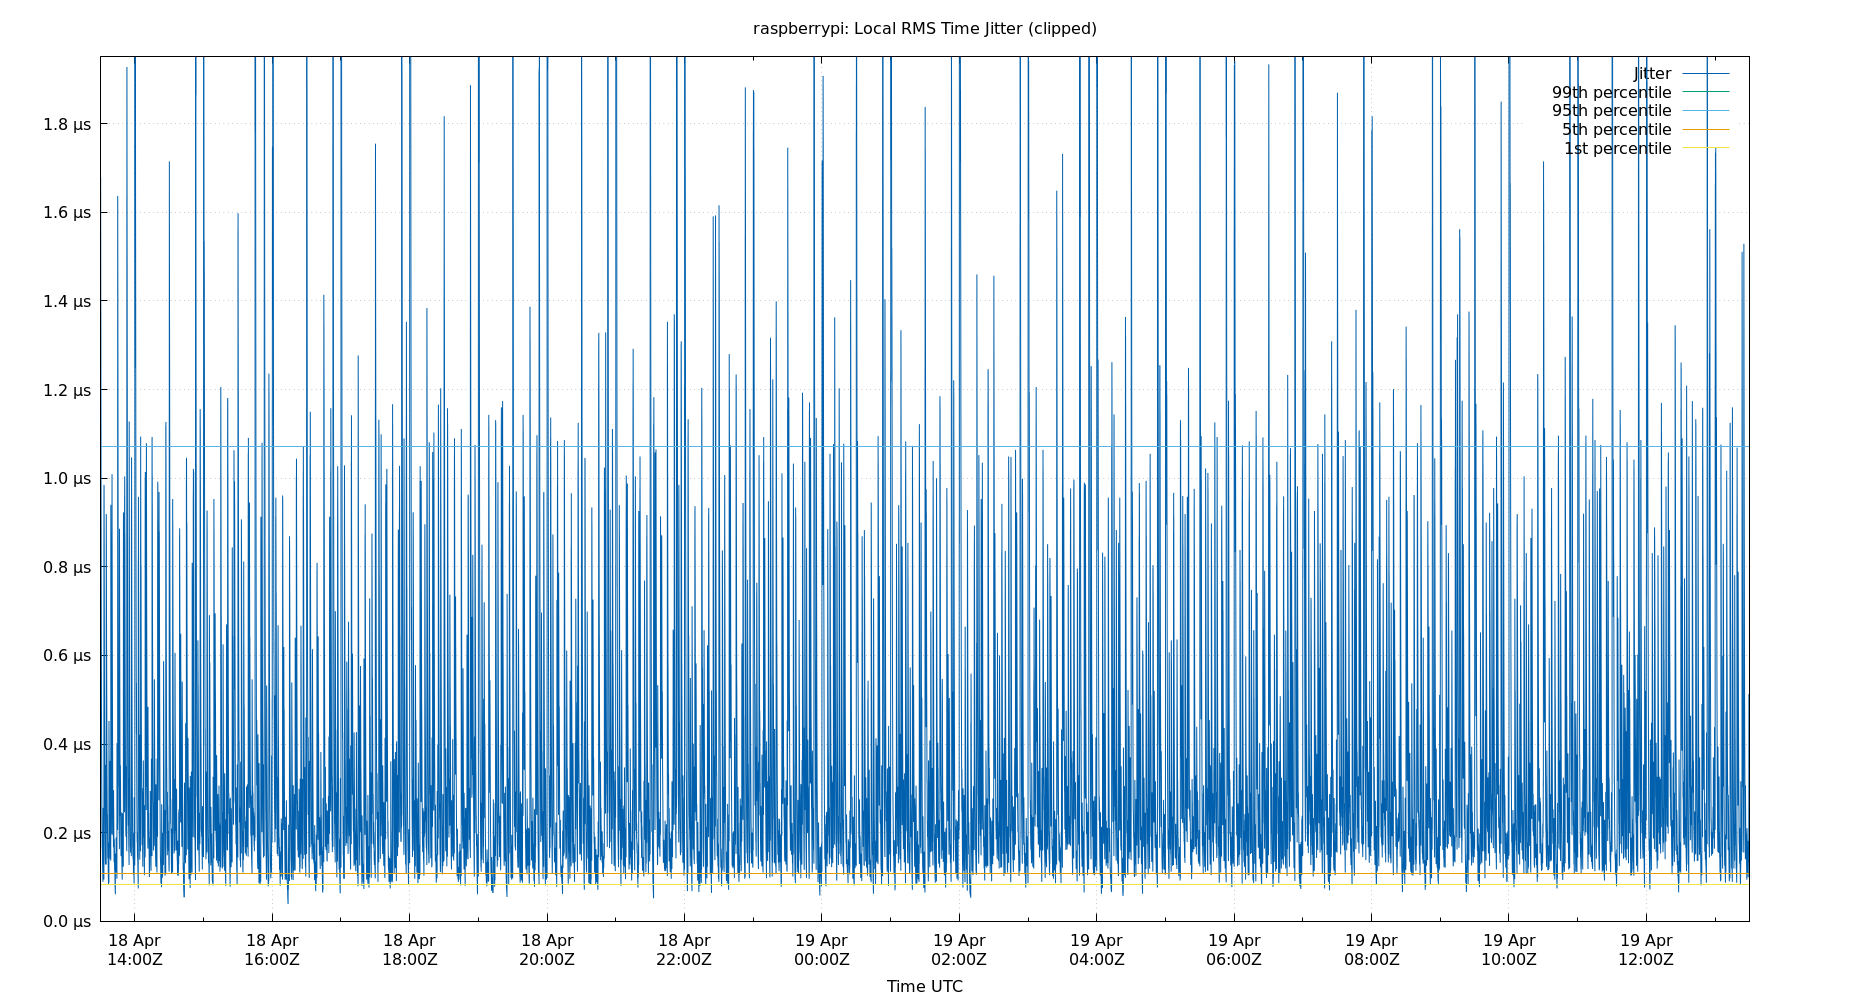 raspberrypi: Local RMS Time Jitter (clipped)
Jitter
99th percentile
95th percentile
5th percentile
1st percentile
1.8 µs
1.6 µs
1.4 µs
1.2 µs
1.0 µs
0.8 µs
0.6 µs
0.4 µs
0.2 µs
0.0 µs
18 Apr 18 Apr 18 Apr 18 Apr 18 Apr 19 Apr 19 Apr 19 Apr 19 Apr 19 Apr 19 Apr 19 Apr
14:00Z 16:00Z 18:00Z 20:00Z 22:00Z 00:00Z 02:00Z 04:00Z 06:00Z 08:00Z 10:00Z 12:00Z
Time UTC